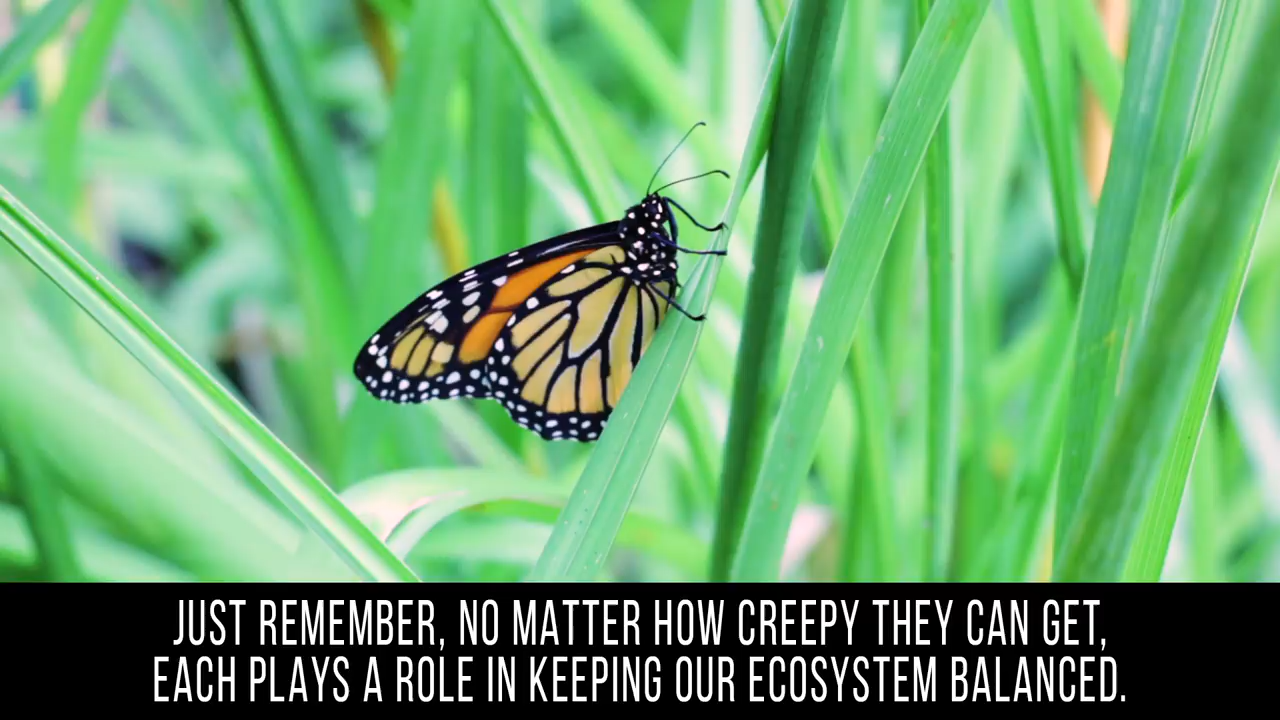 JUST REMEMBER, NO MATTER HOW CREEPY THEY CAN GET,
EACH PLAYS A ROLE IN KEEPING OUR ECOSYSTEM BALANCED.